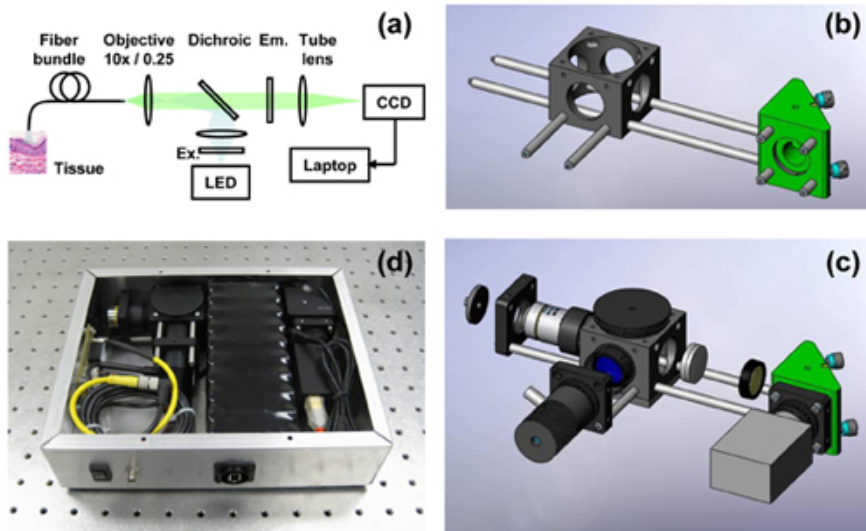 (a)
Fiber
bundle
Objective
10x / 0.25
Dichroic
Em.
Tube
lens
CCD
Ex.
Tissue
LED
Laptop
(b)
(d)
(c)